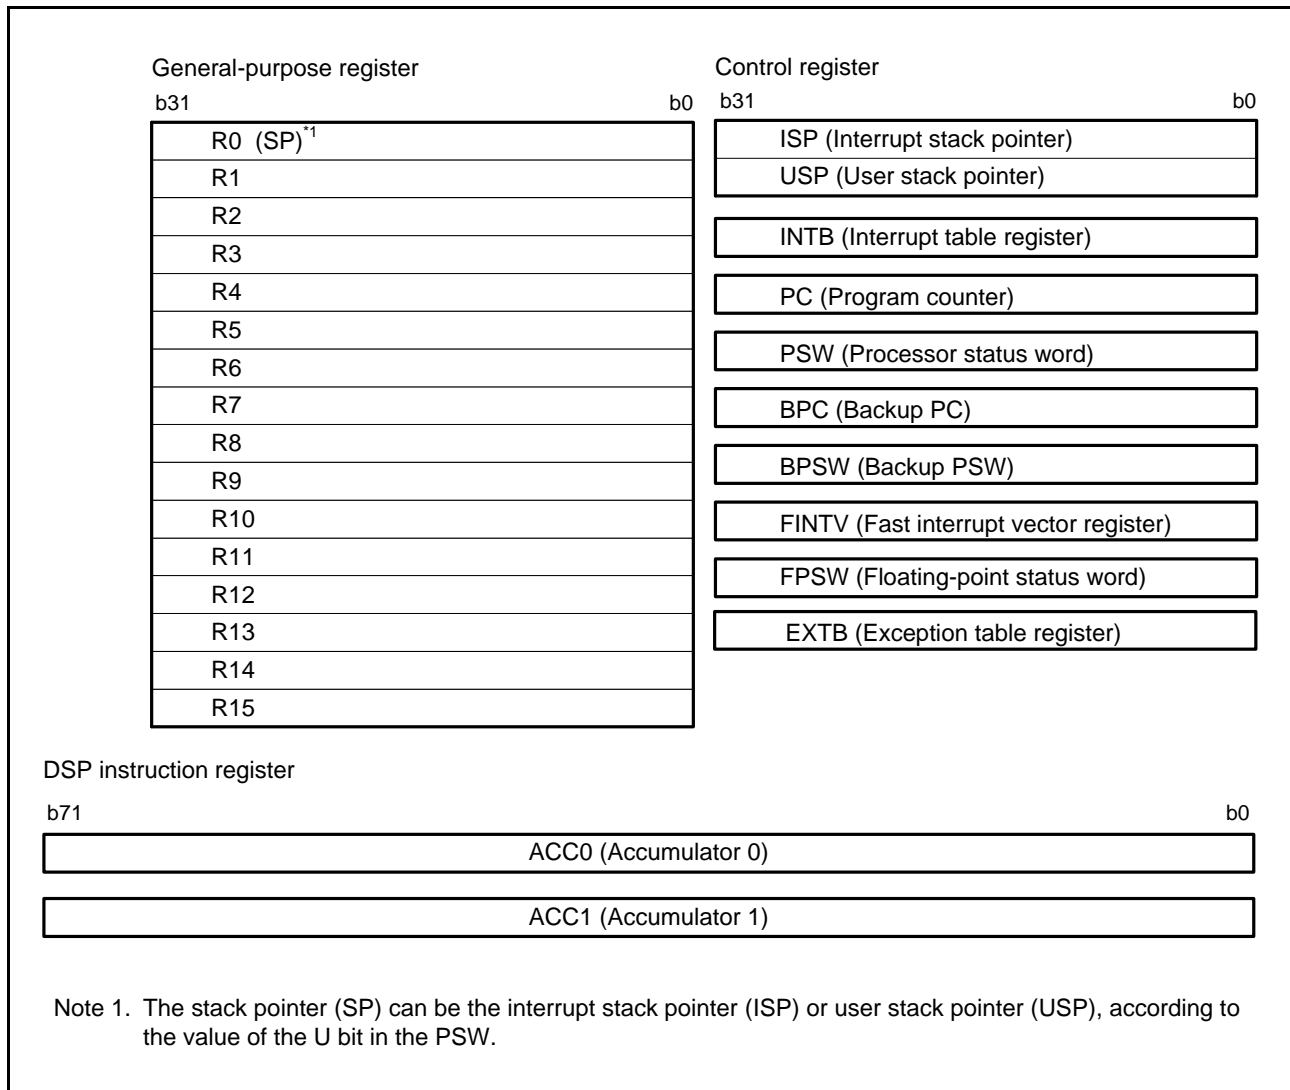 General-purpose register
b31 b0
R0 (SP)*1
R1
R2
R3
R4
R5
R6
R7
R8
R9
R10
R11
R12
R13
R14
R15
Control register
b31 b0
ISP (Interrupt stack pointer)
USP (User stack pointer)
INTB (Interrupt table register)
PC (Program counter)
PSW (Processor status word)
BPC (Backup PC)
BPSW (Backup PSW)
FINTV (Fast interrupt vector register)
FPSW (Floating-point status word)
EXTB (Exception table register)
DSP instruction register
b71 b0
ACC0 (Accumulator 0)
ACC1 (Accumulator 1)
Note 1. The stack pointer (SP) can be the interrupt stack pointer (ISP) or user stack pointer (USP), according to
the value of the U bit in the PSW.